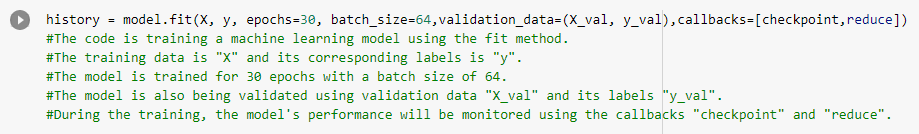 history = model.fit(X, y, epochs=30, batch_size=64,validation_data=(X_val, y_val),callbacks=[checkpoint,reduce])
#The code is training a machine learning model using the fit method.
#The training data is "X" and its corresponding labels is "y".
#The model is trained for 30 epochs with a batch size of 64.
#The model is also being validated using validation data "X_val" and its labels "y_val".
#During the training, the model's performance will be monitored using the callbacks "checkpoint" and "reduce".